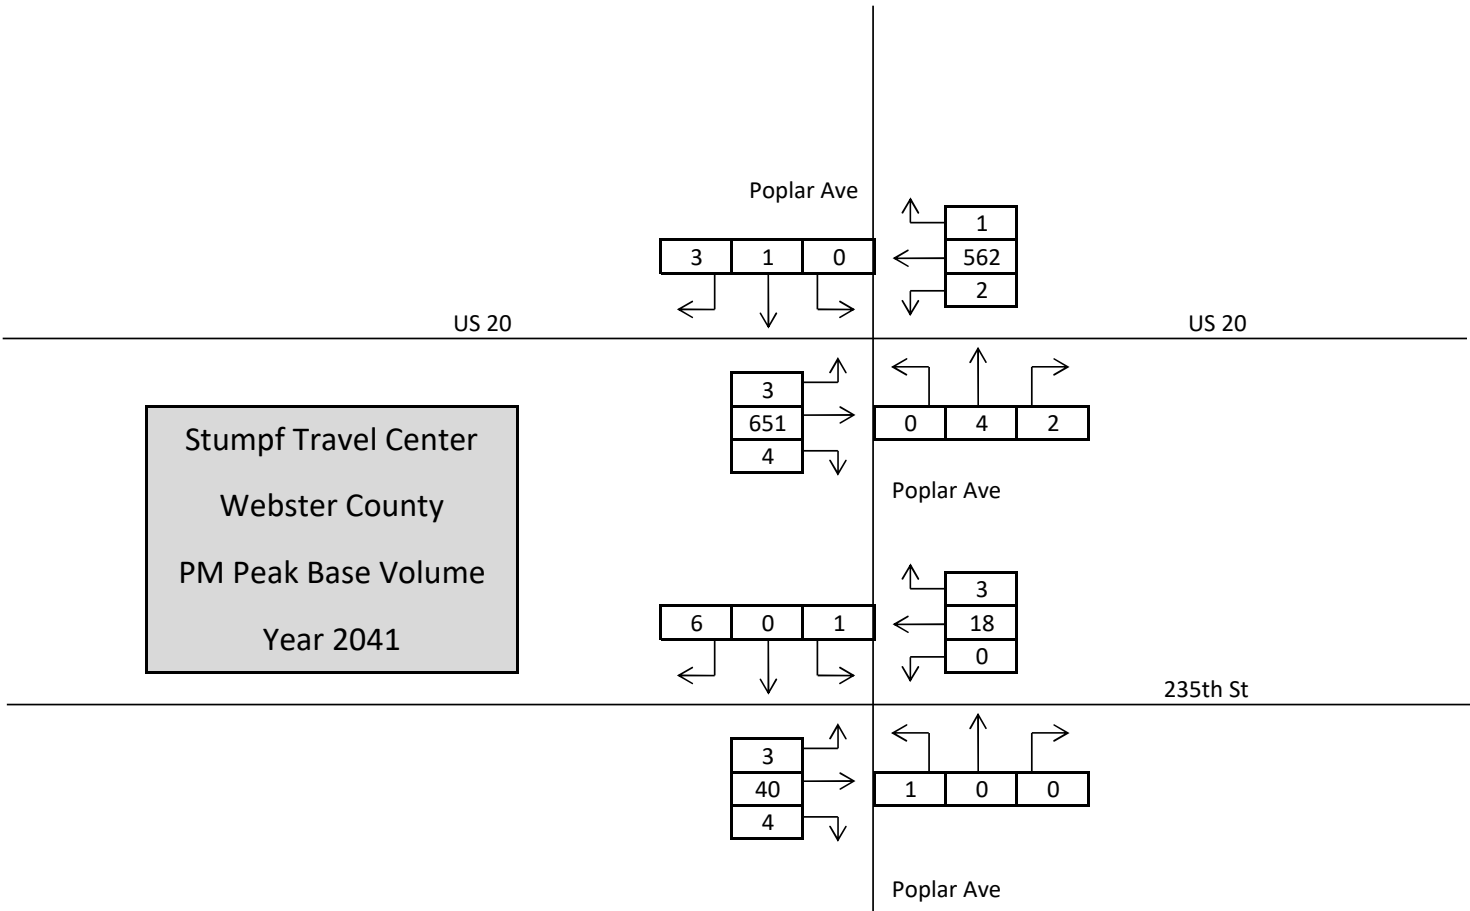 Poplar Ave
1
3 1 0
562
2
US 20
US 20
3
651
0 4 2
4
Stumpf Travel Center
Webster County
PM Peak Base Volume
Year 2041
Poplar Ave
3
6 0 1
18
0
235th St
3
40
1 0 0
4
Poplar Ave